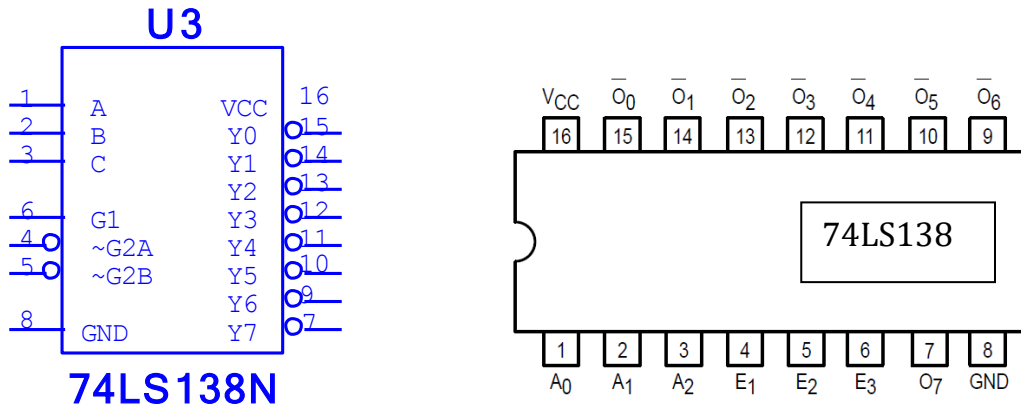 U3
1 A VCC 16
2 B Y0 15
3 C Y1 14
Y2 13
6 G1 Y3 12
4 ~G2A Y4 11
5 ~G2B Y5 10
Y6 9
8 GND Y7 7
74LS138N
VCC O0 O1 O2 O3 O4 O5 O6
16 15 14 13 12 11 10 9
74LS138
1 2 3 4 5 6 7 8
A0 A1 A2 E1 E2 E3 O7 GND